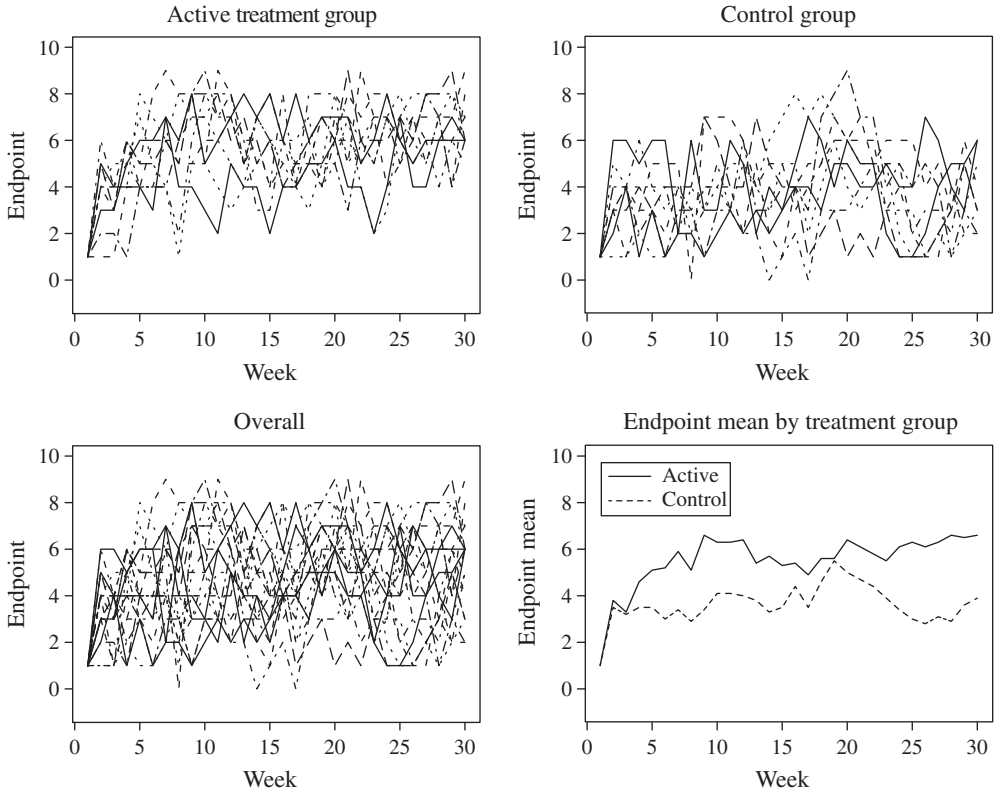 Active treatment group
10
8
6
4
2
0
Endpoint
0 5 10 15 20 25 30
Week
Control group
10
8
6
4
2
0
Endpoint
0 5 10 15 20 25 30
Week
Overall
10
8
6
4
2
0
Endpoint
0 5 10 15 20 25 30
Week
Endpoint mean by treatment group
10
8
6
4
2
0
Endpoint mean
Active
Control
0 5 10 15 20 25 30
Week